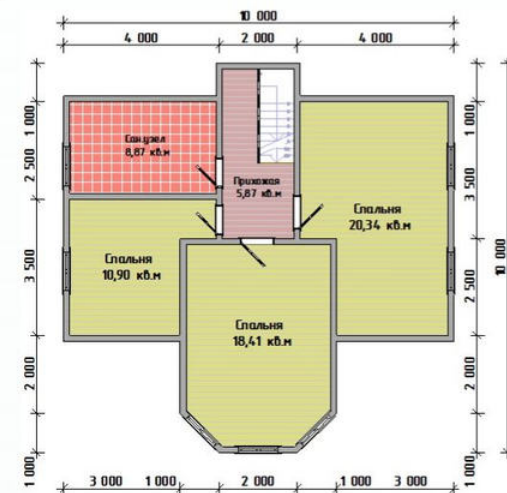 10 000
4 000
2 000
4 000
1 000
2 500
3 500
2 000
1 000
Сан.узел
8,87 кв.м
Прихожая
5,87 кв.м
Спальня
20,34 кв.м
Спальня
10,90 кв.м
Спальня
18,41 кв.м
1 000
3 500
2 500
2 000
1 000
10 000
3 000
1 000
2 000
1 000
3 000